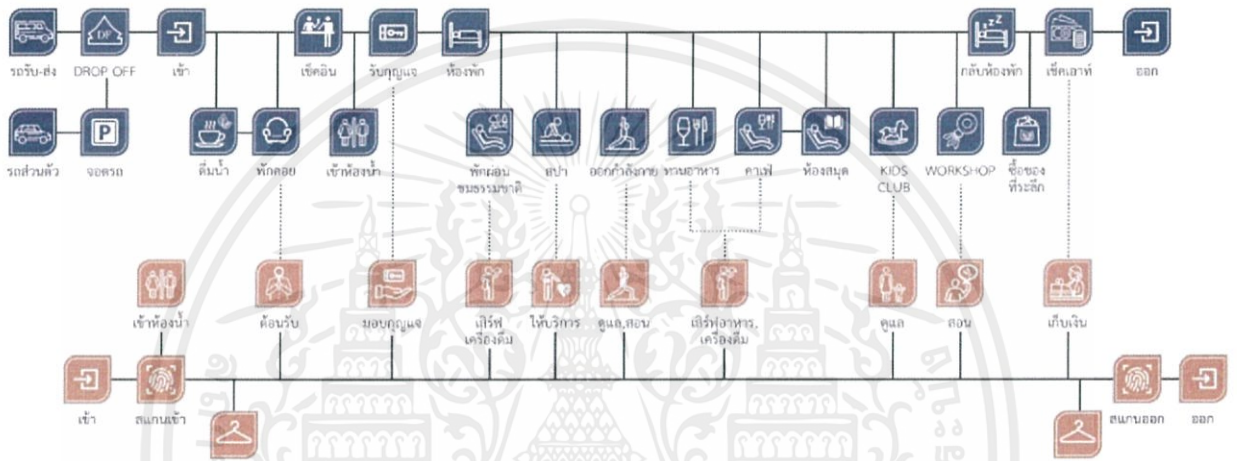 รถรับ-ส่ง DROP OFF เข้า เช็คอิน รับกุญแจ ห้องพัก กลับห้องพัก เช็คเอาท์ ออก
DF
P
รถส่วนตัว จอดรถ ดื่มน้ำ พักคอย เข้าห้องน้ำ พักผ่อน สปา ออกกำลังกาย ทานอาหาร คาเฟ่ ห้องสมุด KIDS WORKSHOP ซื้อของ
ชมธรรมชาติ CLUB ที่ระลึก
เข้าห้องน้ำ ต้อนรับ มอบกุญแจ เสิร์ฟ ให้บริการ ดูแล,สอน เสิร์ฟอาหาร, ดูแล สอน เก็บเงิน
เครื่องดื่ม เครื่องดื่ม
เข้า สแกนเข้า สแกนออก ออก